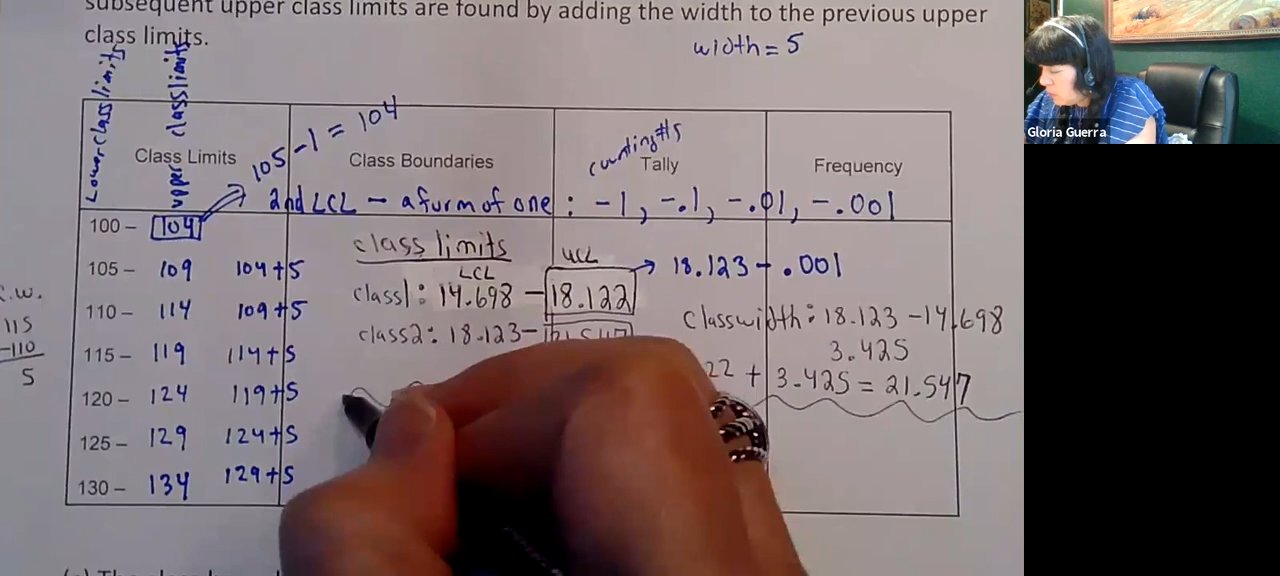 subsequent upper class limits are found by adding the width to the previous upper
class limits.
width = 5
Lower class limits
upper class limits
Class Limits
105 - 1 = 104
Class Boundaries
counting #s
Tally
Frequency
2nd LCL - a form of one : -1, -.1, -.01, -.001
100 - 104
105 - 109 104+5
110 - 114 109+5
115 - 119 114+5
120 - 124 119+5
125 - 129 124+5
130 - 134 129+5
c.w.
115
-110
5
class limits
LCL UCL
class 1: 14.698 - 18.122 → 18.123 - .001
class 2: 18.123 -
class width: 18.123 - 14.698
3.425
22 + 3.425 = 21.547
Gloria Guerra